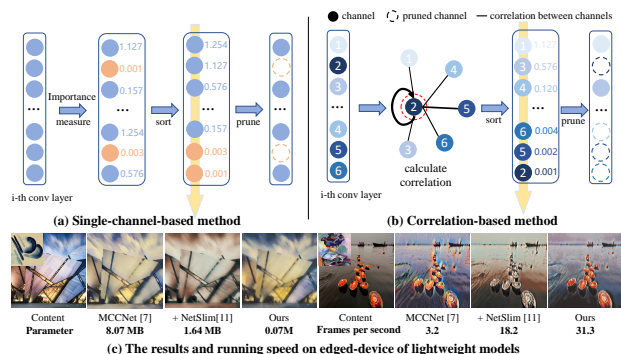 channel
pruned channel
correlation between channels
1.127
0.001
0.157
...
1.254
0.003
0.576
Importance
measure
1.254
1.127
0.576
...
0.157
0.003
0.001
sort
prune
...
...
i-th conv layer
(a) Single-channel-based method
1
2
3
...
4
5
6
i-th conv layer
1
4
2
5
3
6
calculate
correlation
sort
1 1.127
3 0.576
4 0.120
...
6 0.004
5 0.002
2 0.001
prune
...
(b) Correlation-based method
Content
MCCNet [7]
+ NetSlim[11]
Ours
Content
MCCNet [7]
+ NetSlim[11]
Ours
Parameter
8.07 MB
1.64 MB
0.07M
Frames per second
3.2
18.2
31.3
(c) The results and running speed on edged-device of lightweight models